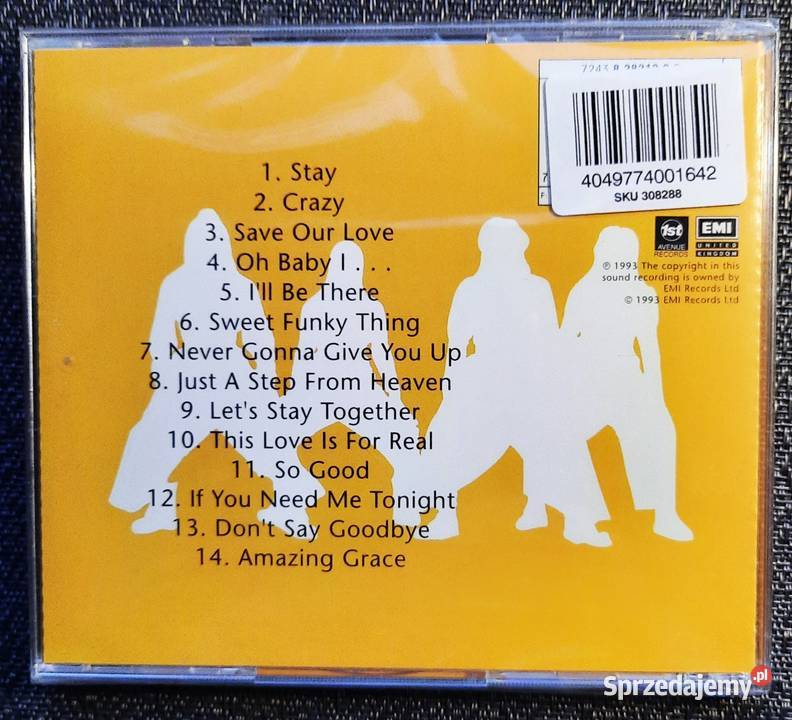 4049774001642
SKU 308288
1. Stay
2. Crazy
3. Save Our Love
4. Oh Baby I . . .
5. I'll Be There
6. Sweet Funky Thing
7. Never Gonna Give You Up
8. Just A Step From Heaven
9. Let's Stay Together
10. This Love Is For Real
11. So Good
12. If You Need Me Tonight
13. Don't Say Goodbye
14. Amazing Grace
1st
AVENUE
RECORDS
EMI
UNITED
KINGDOM
℗ 1993 The copyright in this
sound recording is owned by
EMI Records Ltd
© 1993 EMI Records Ltd
Sprzedajemy.pl